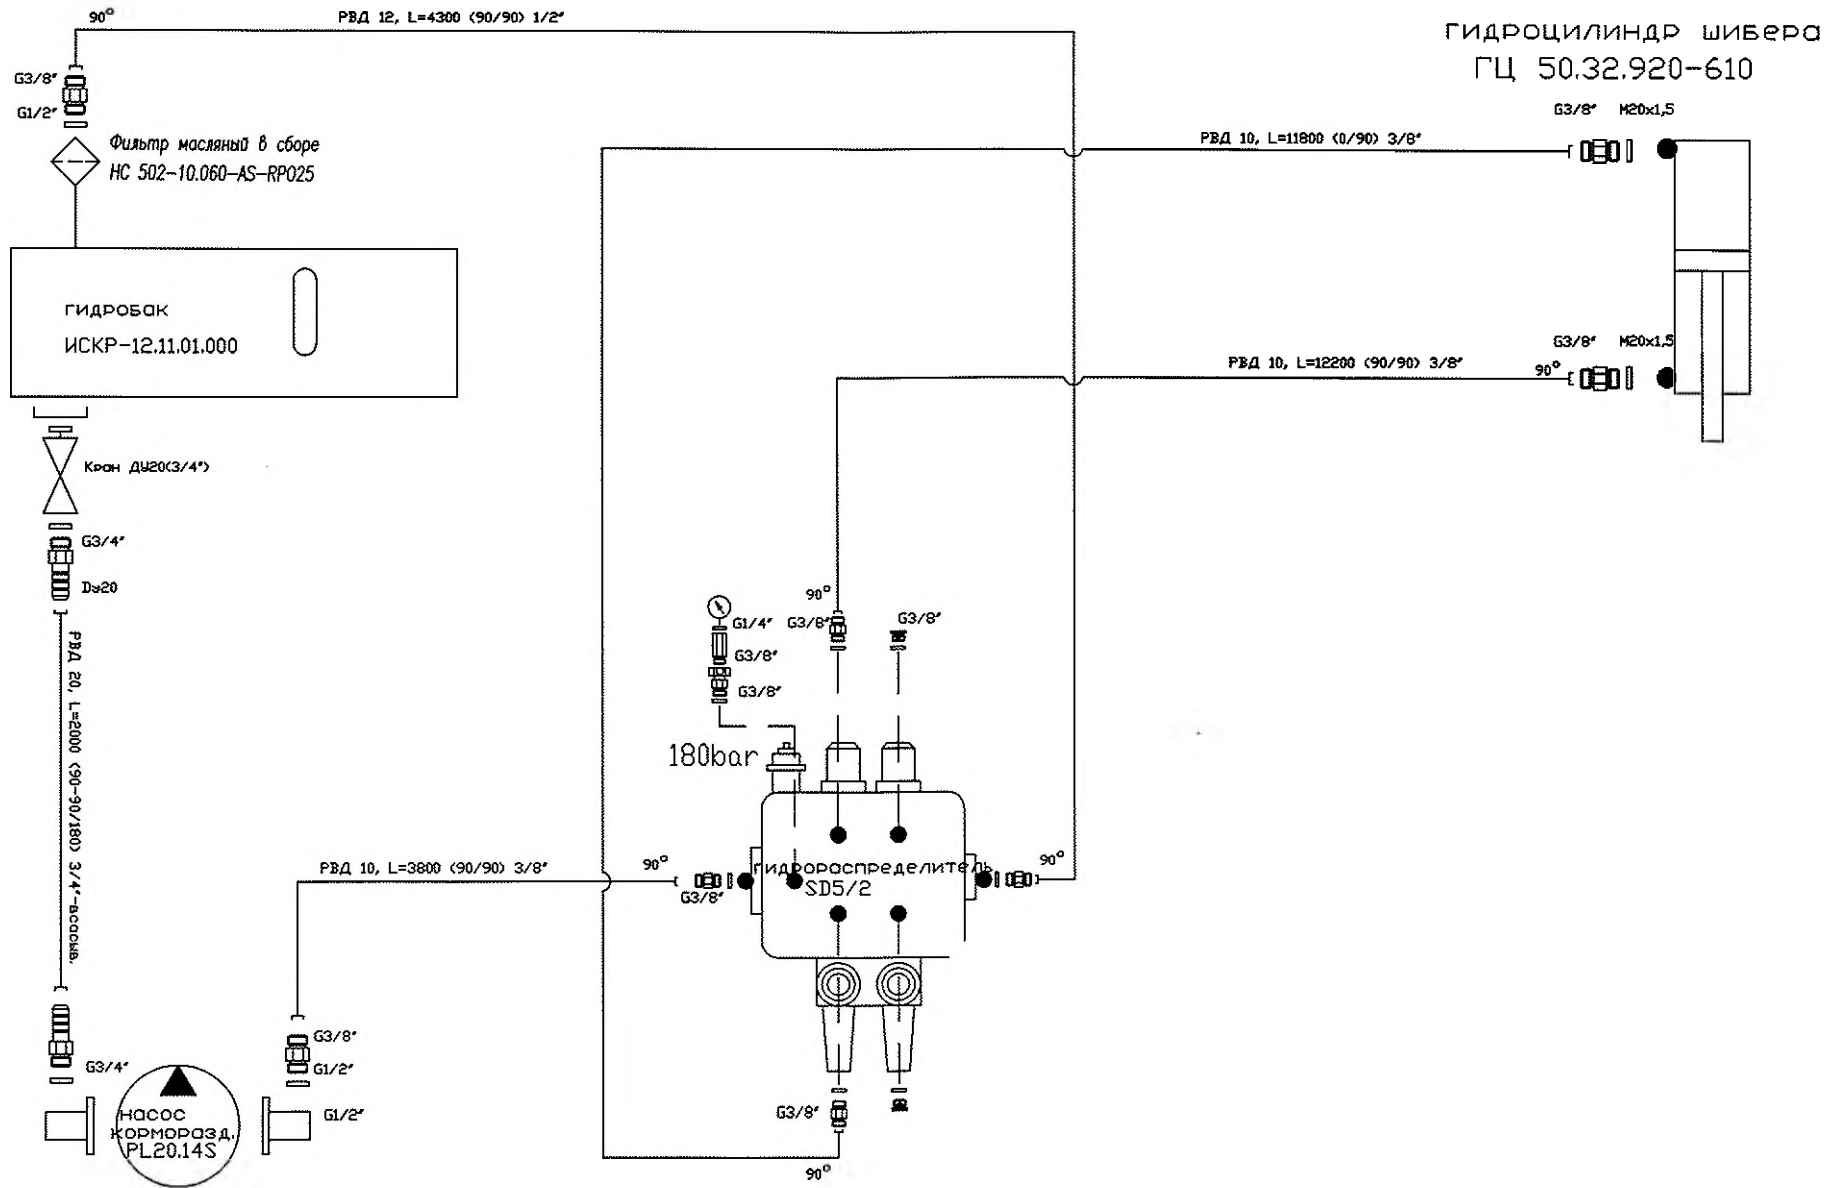 90°
РВД 12, L=4300 (90/90) 1/2"
ГИДРОЦИЛИНДР ШИБЕРА
ГЦ 50.32.920-610
G3/8"
G1/2"
Фильтр масляный в сборе
НС 502-10.060-AS-RP025
G3/8" M20x1,5
РВД 10, L=11800 (0/90) 3/8"
ГИДРОБАК
ИСКР-12.11.01.000
G3/8" M20x1,5
РВД 10, L=12200 (90/90) 3/8"
90°
Кран ДУ20(3/4")
G3/4"
Dу20
РВД 20, L=2000 (90-90/180) 3/4"-всасыв.
90°
G1/4"
G3/8"
G3/8"
G3/8"
G3/8"
180bar
РВД 10, L=3800 (90/90) 3/8"
90°
G3/8"
ГИДРОРАСПРЕДЕЛИТЕЛЬ
SD5/2
90°
G3/4"
G3/8"
G1/2"
G1/2"
НАСОС
КОРМОРАЗД.
PL20.14S
G3/8"
90°